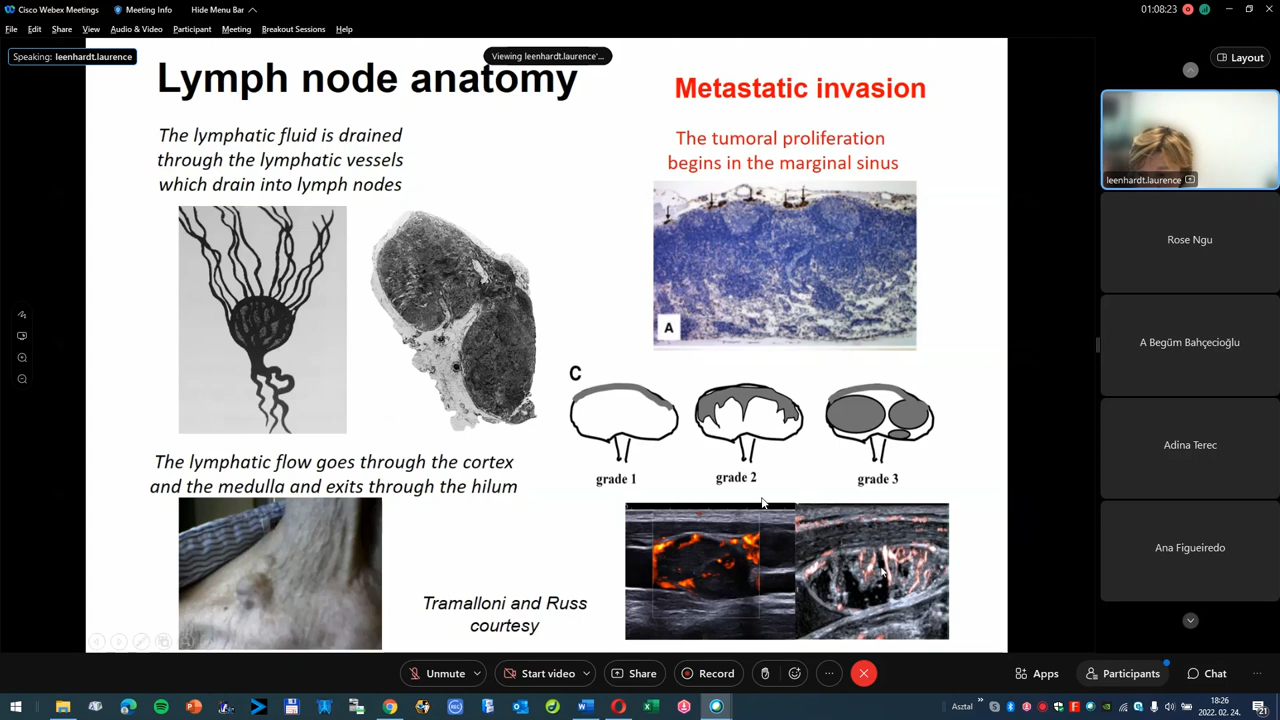 Cisco Webex Meetings
Meeting Info
Hide Menu Bar
01:08:23
File Edit Share View Audio & Video Participant Meeting Breakout Sessions Help
Speaking: leenhardt.laurence
Viewing leenhardt.laurence'...
Layout
Lymph node anatomy
The lymphatic fluid is drained
through the lymphatic vessels
which drain into lymph nodes
The lymphatic flow goes through the cortex
and the medulla and exits through the hilum
Tramalloni and Russ
courtesy
Metastatic invasion
The tumoral proliferation
begins in the marginal sinus
A
C
grade 1
grade 2
grade 3
leenhardt.laurence
Rose Ngu
A Begüm Bahçecioğlu
Adina Terec
Ana Figueiredo
Unmute
Start video
Share
Record
Apps
Participants
Chat
Asztal
18:26
2022. 02. 24.